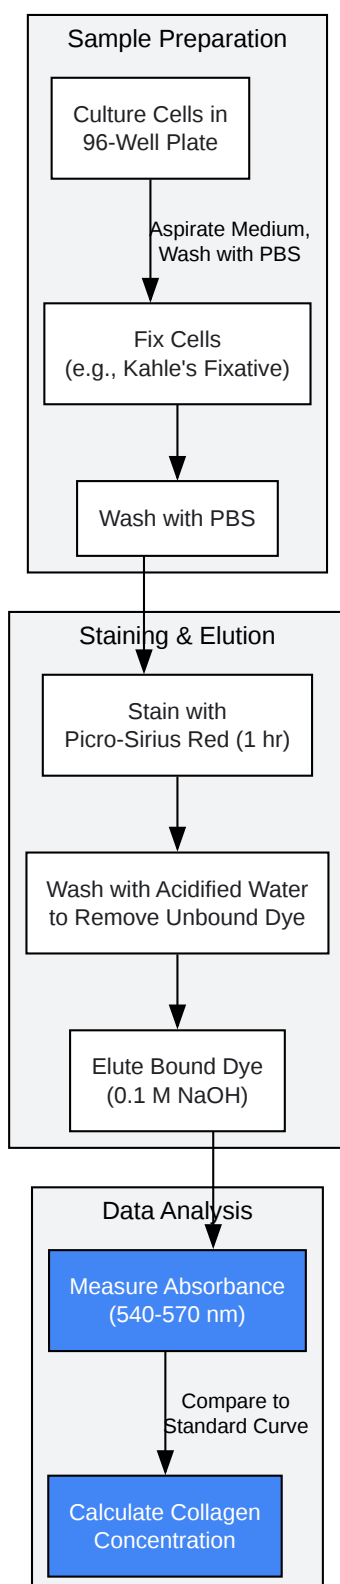 Sample Preparation
Culture Cells in
96-Well Plate
Aspirate Medium,
Wash with PBS
Fix Cells
(e.g., Kahle's Fixative)
Wash with PBS
Staining & Elution
Stain with
Picro-Sirius Red (1 hr)
Wash with Acidified Water
to Remove Unbound Dye
Elute Bound Dye
(0.1 M NaOH)
Data Analysis
Measure Absorbance
(540-570 nm)
Compare to
Standard Curve
Calculate Collagen
Concentration